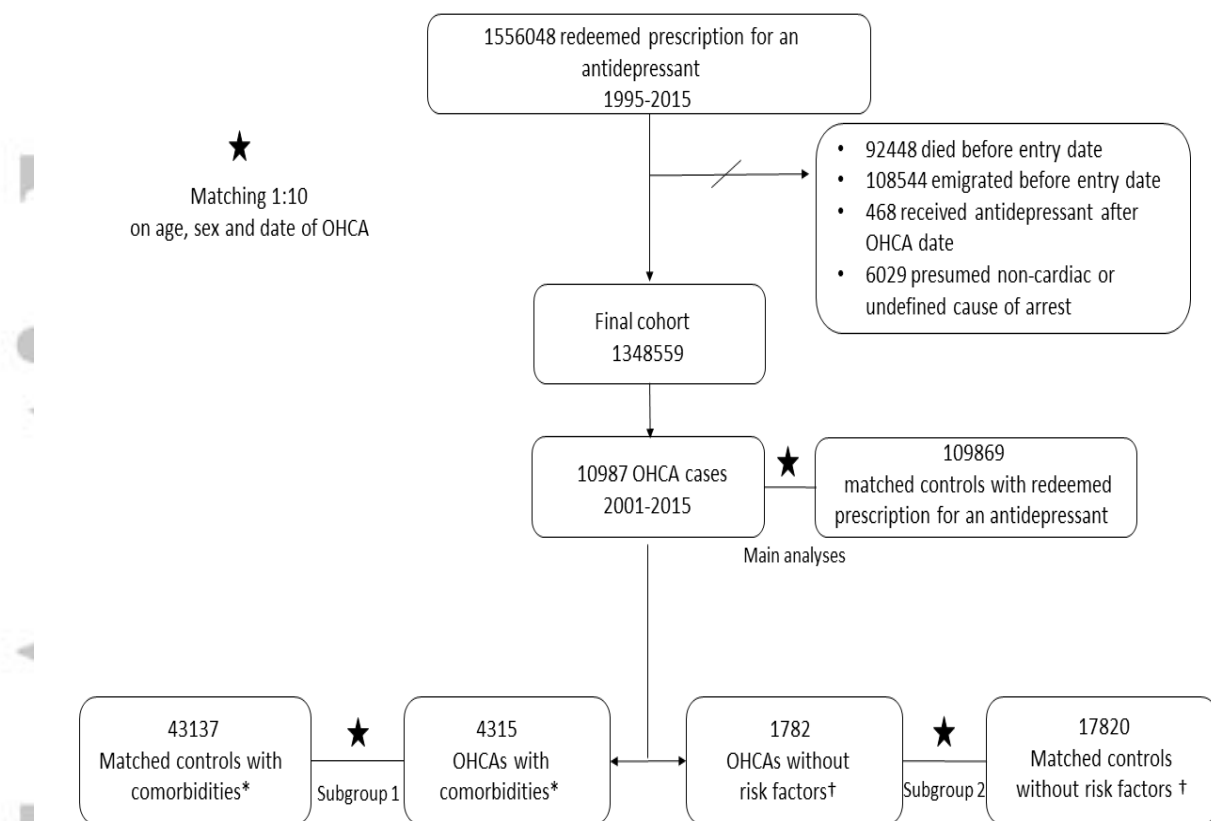 1556048 redeemed prescription for an
antidepressant
1995-2015
★
Matching 1:10
on age, sex and date of OHCA
• 92448 died before entry date
• 108544 emigrated before entry date
• 468 received antidepressant after
OHCA date
• 6029 presumed non-cardiac or
undefined cause of arrest
Final cohort
1348559
10987 OHCA cases
2001-2015
★
109869
matched controls with redeemed
prescription for an antidepressant
Main analyses
43137
Matched controls with
comorbidities*
★
Subgroup 1
4315
OHCAs with
comorbidities*
1782
OHCAs without
risk factors†
★
Subgroup 2
17820
Matched controls
without risk factors †